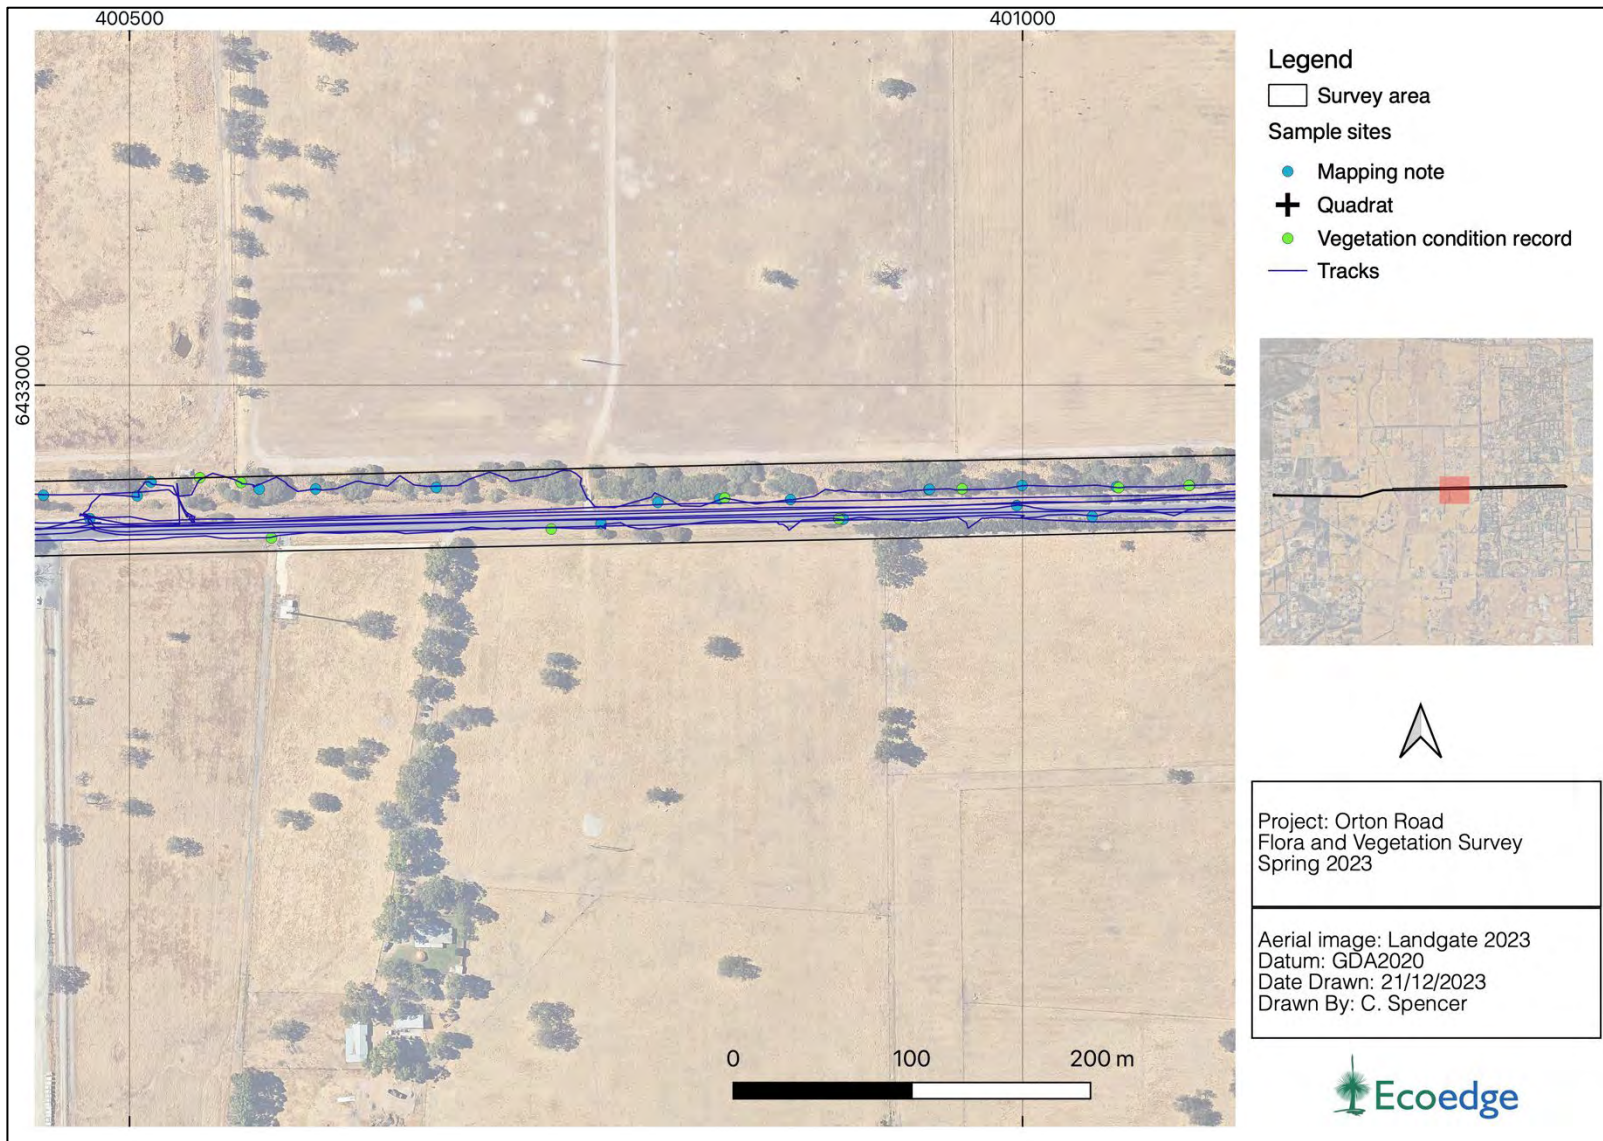 400500
401000
6433000
Legend
Survey area
Sample sites
Mapping note
Quadrat
Vegetation condition record
Tracks
Project: Orton Road
Flora and Vegetation Survey
Spring 2023
Aerial image: Landgate 2023
Datum: GDA2020
Date Drawn: 21/12/2023
Drawn By: C. Spencer
0 100 200 m
Ecoedge